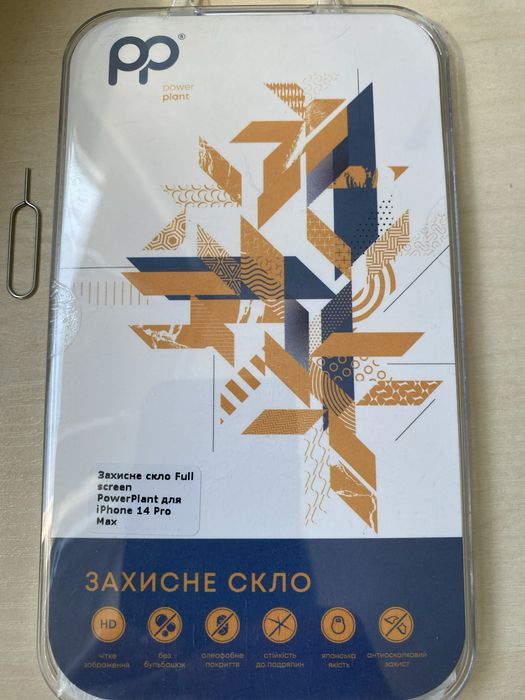 pp®
power
plant
Захисне скло Full
screen
PowerPlant для
iPhone 14 Pro
Max
ЗАХИСНЕ СКЛО
HD
чітке
зображення
без
бульбашок
олеофобне
покриття
стійкість
до подряпин
японська
якість
антиосколковий
захист